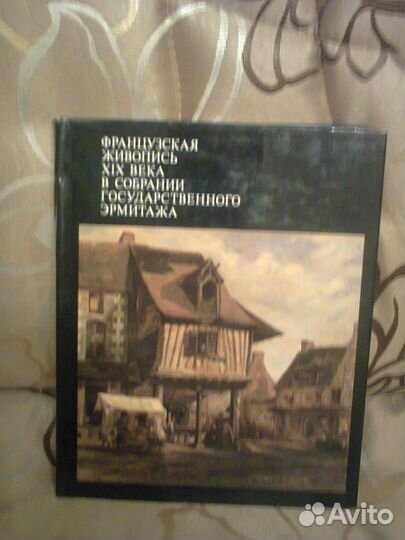 ФРАНЦУЗСКАЯ
ЖИВОПИСЬ
XIX ВЕКА
В СОБРАНИИ
ГОСУДАРСТВЕННОГО
ЭРМИТАЖА
Avito